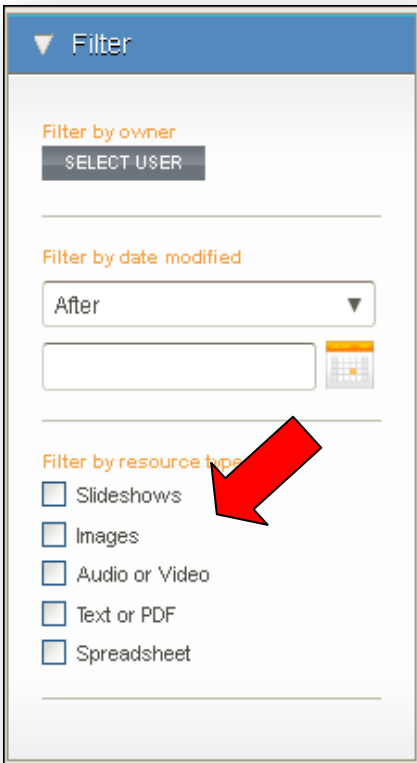 Filter
Filter by owner
SELECT USER
Filter by date modified
After
Filter by resource type
Slideshows
Images
Audio or Video
Text or PDF
Spreadsheet